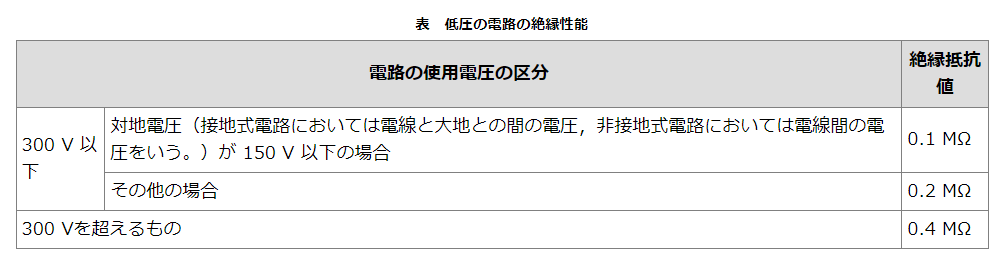 表　低圧の電路の絶縁性能
電路の使用電圧の区分
絶縁抵抗
値
300 V 以
下
対地電圧（接地式電路においては電線と大地との間の電圧，非接地式電路においては電線間の電
圧をいう。）が 150 V 以下の場合
0.1 MΩ
その他の場合
0.2 MΩ
300 Vを超えるもの
0.4 MΩ